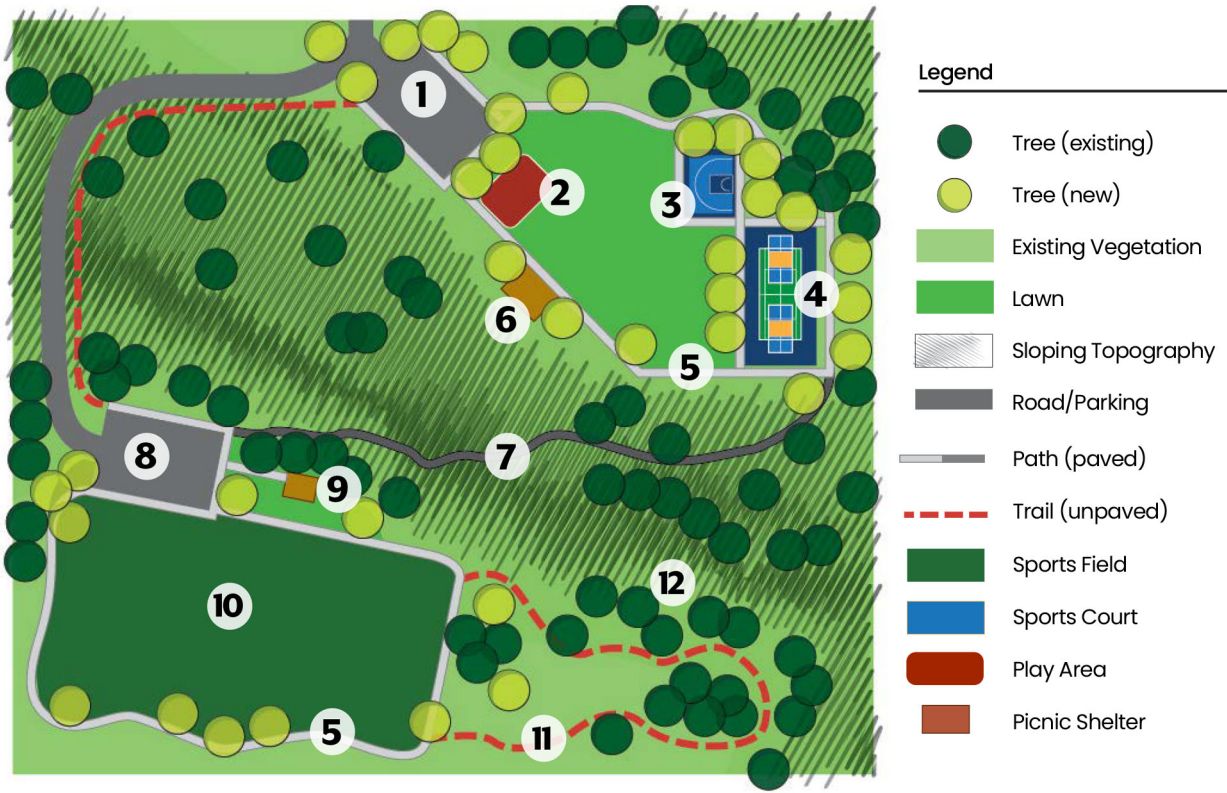 1
2
3
4
5
6
7
8
9
10
5
11
12
Legend
Tree (existing)
Tree (new)
Existing Vegetation
Lawn
Sloping Topography
Road/Parking
Path (paved)
Trail (unpaved)
Sports Field
Sports Court
Play Area
Picnic Shelter